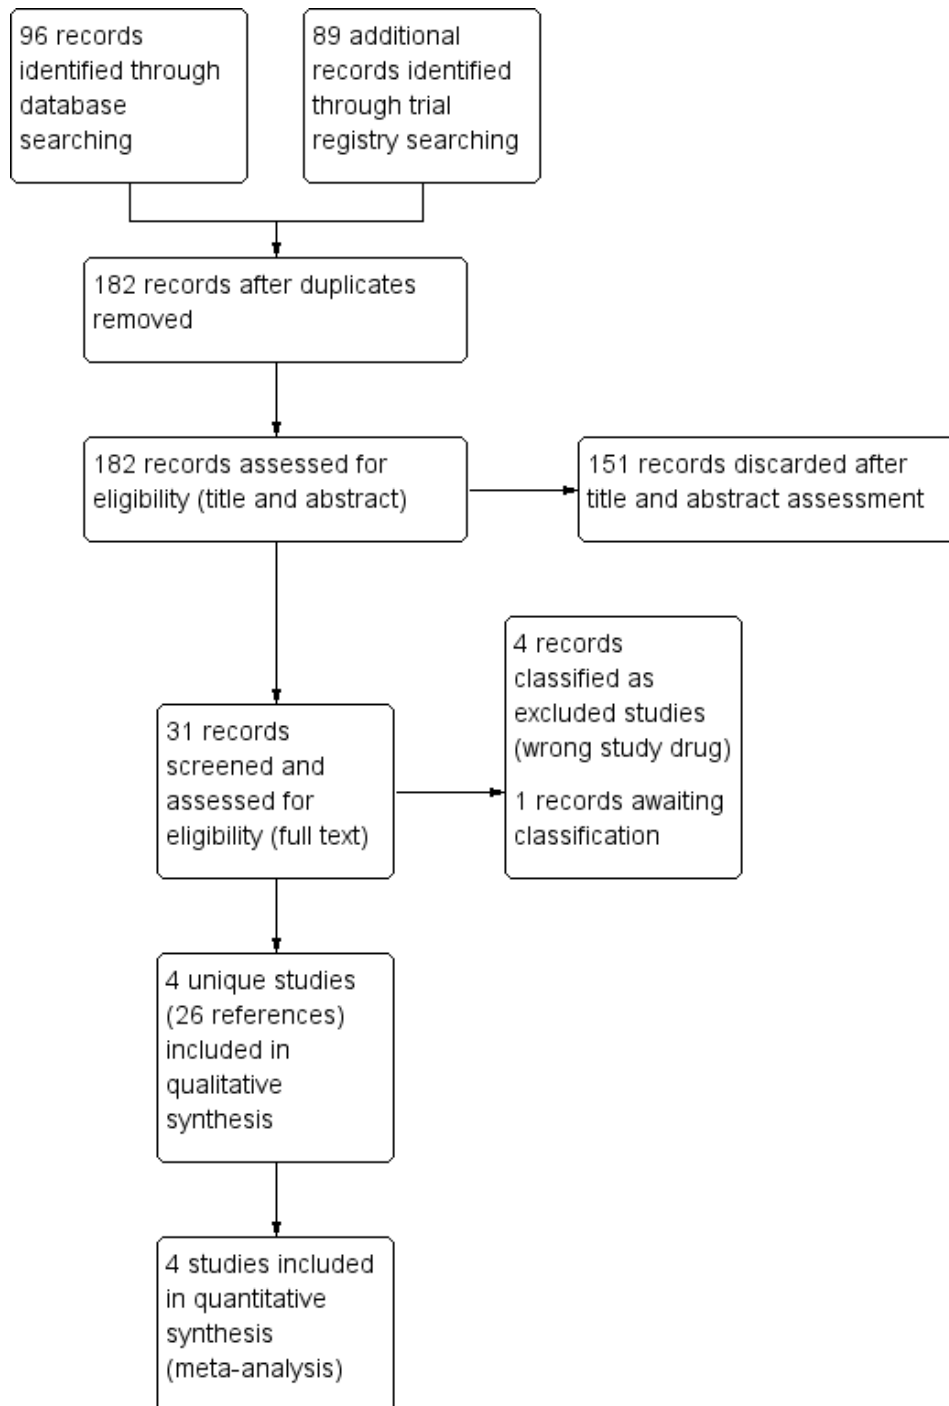 96 records
identified through
database
searching
89 additional
records identified
through trial
registry searching
182 records after duplicates
removed
182 records assessed for
eligibility (title and abstract)
151 records discarded after
title and abstract assessment
31 records
screened and
assessed for
eligibility (full text)
4 records
classified as
excluded studies
(wrong study drug)
1 records awaiting
classification
4 unique studies
(26 references)
included in
qualitative
synthesis
4 studies included
in quantitative
synthesis
(meta-analysis)